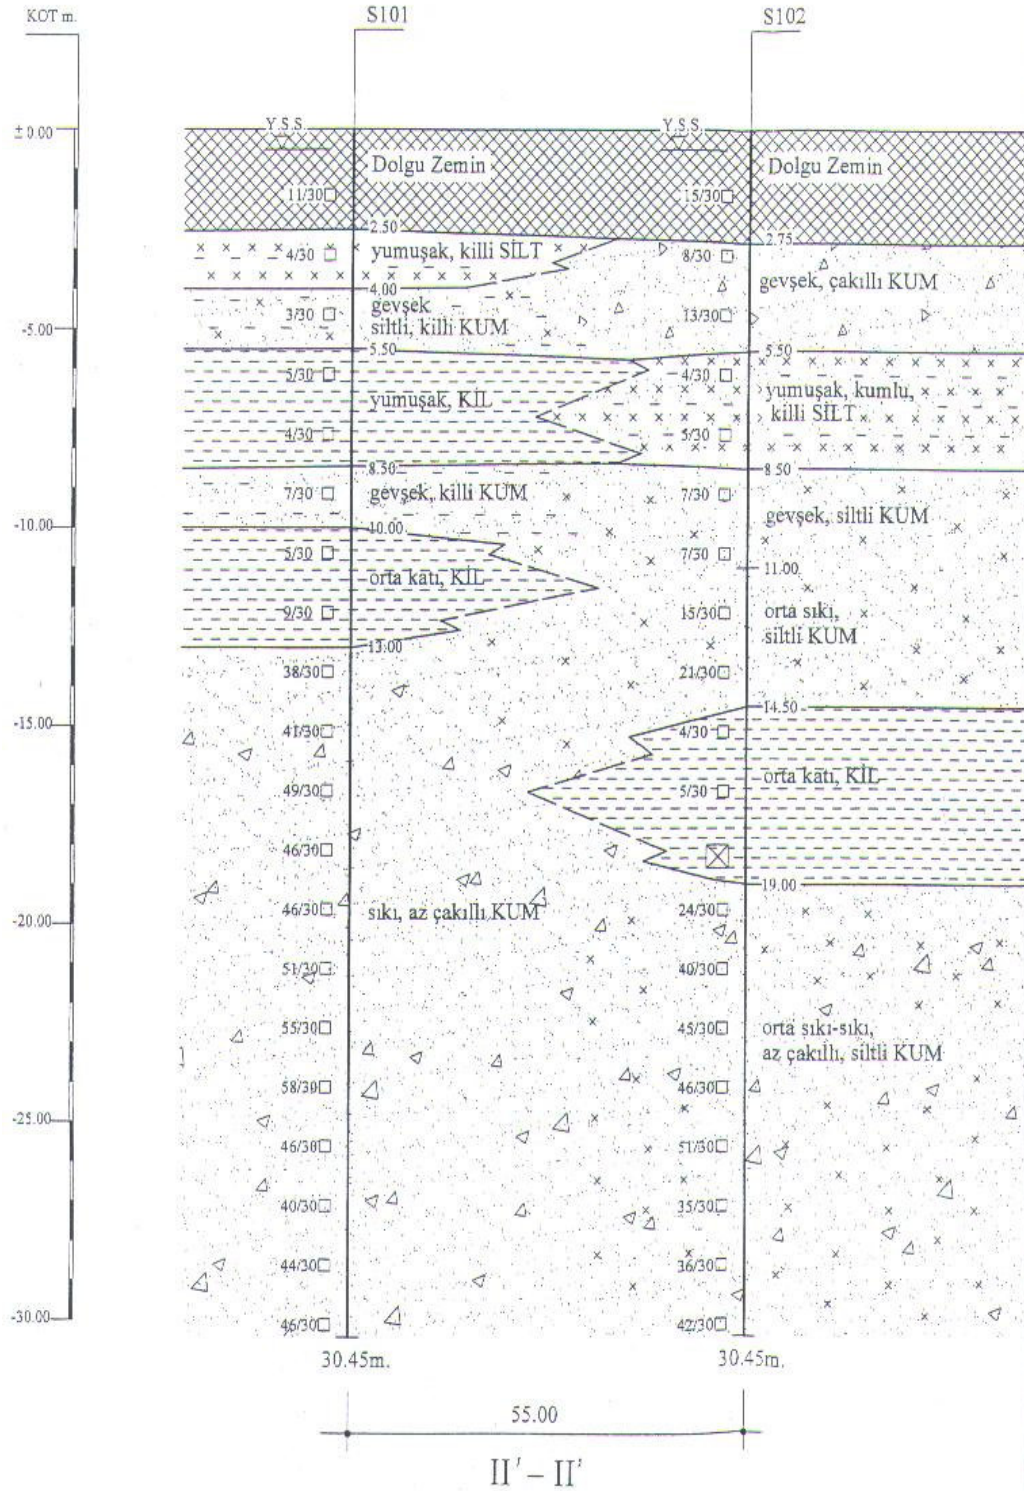 KOT m.
S101
S102
± 0.00
Y.S.S.
Y.S.S.
Dolgu Zemin
Dolgu Zemin
11/30
15/30
2.50
2.75
4/30
yumuşak, killi SİLT
8/30
gevşek, çakıllı KUM
4.00
3/30
gevşek
siltli, killi KUM
13/30
-5.00
5.50
5.50
5/30
yumuşak, KİL
4/30
yumuşak, kumlu,
killi SİLT
4/30
5/30
8.50
8.50
7/30
gevşek, killi KUM
7/30
gevşek, siltli KUM
-10.00
10.00
5/30
7/30
11.00
orta katı, KİL
9/30
15/30
orta sıkı,
siltli KUM
13.00
38/30
21/30
14.50
-15.00
41/30
4/30
orta katı, KİL
49/30
5/30
46/30
19.00
-20.00
46/30
sıkı, az çakıllı KUM
24/30
51/30
40/30
55/30
45/30
orta sıkı-sıkı,
az çakıllı, siltli KUM
58/30
46/30
-25.00
46/30
51/30
40/30
35/30
44/30
36/30
-30.00
46/30
42/30
30.45m.
30.45m.
55.00
II' – II'